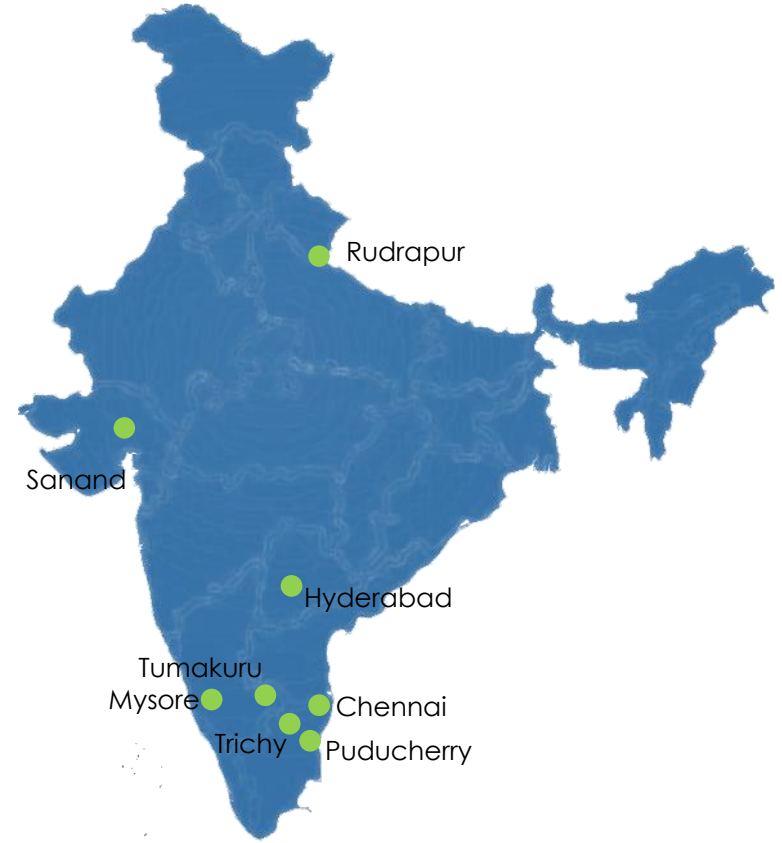 Rudrapur
Sanand
Hyderabad
Tumakuru
Mysore
Chennai
Trichy
Puducherry